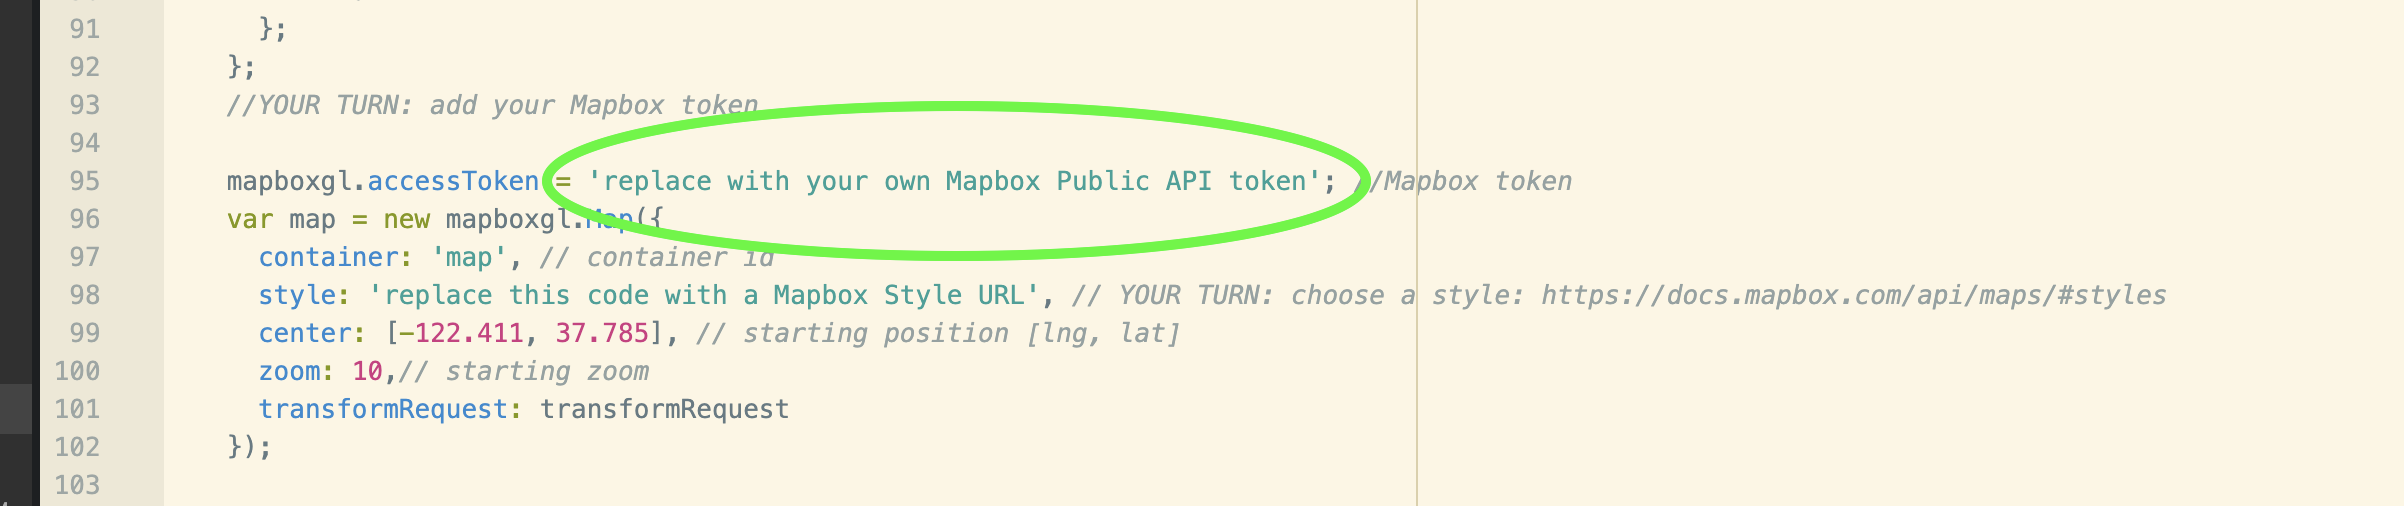 91 };
92 };
93 //YOUR TURN: add your Mapbox token
94
95 mapboxgl.accessToken = 'replace with your own Mapbox Public API token'; //Mapbox token
96 var map = new mapboxgl.Map({
97 container: 'map', // container id
98 style: 'replace this code with a Mapbox Style URL', // YOUR TURN: choose a style: https://docs.mapbox.com/api/maps/#styles
99 center: [-122.411, 37.785], // starting position [lng, lat]
100 zoom: 10,// starting zoom
101 transformRequest: transformRequest
102 });
103